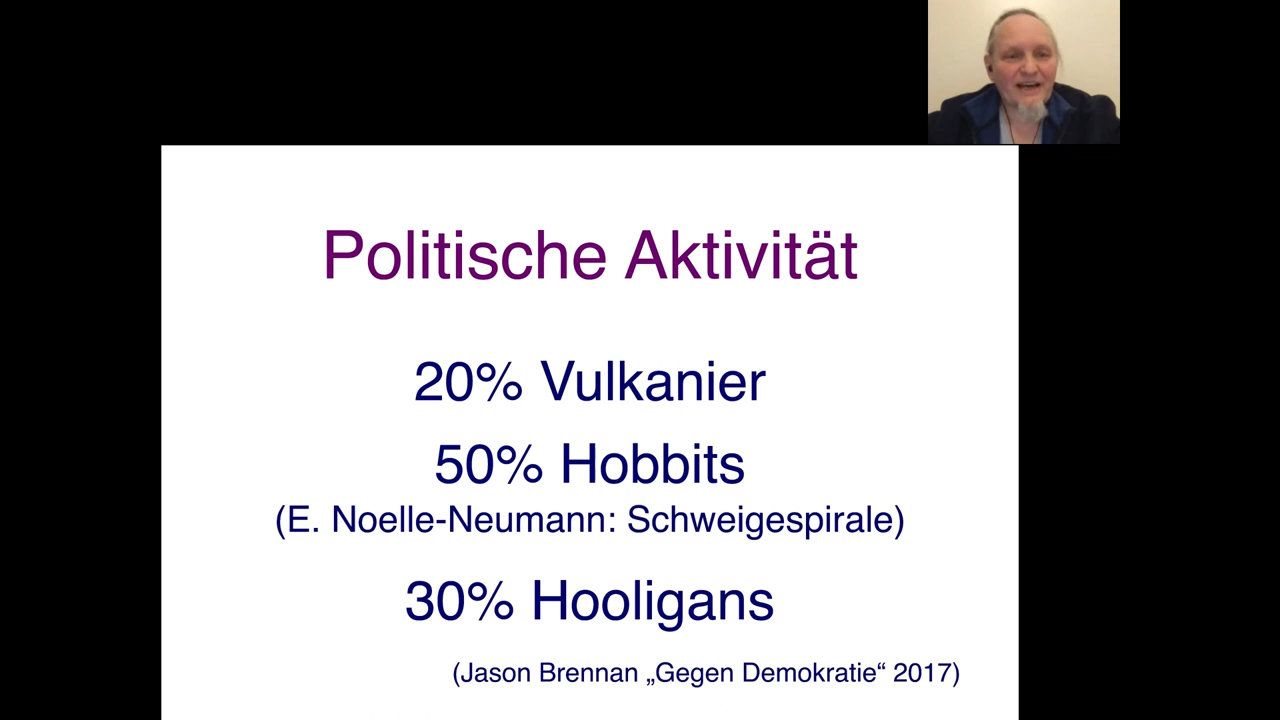 Politische Aktivität
20% Vulkanier
50% Hobbits
(E. Noelle-Neumann: Schweigespirale)
30% Hooligans
(Jason Brennan „Gegen Demokratie“ 2017)